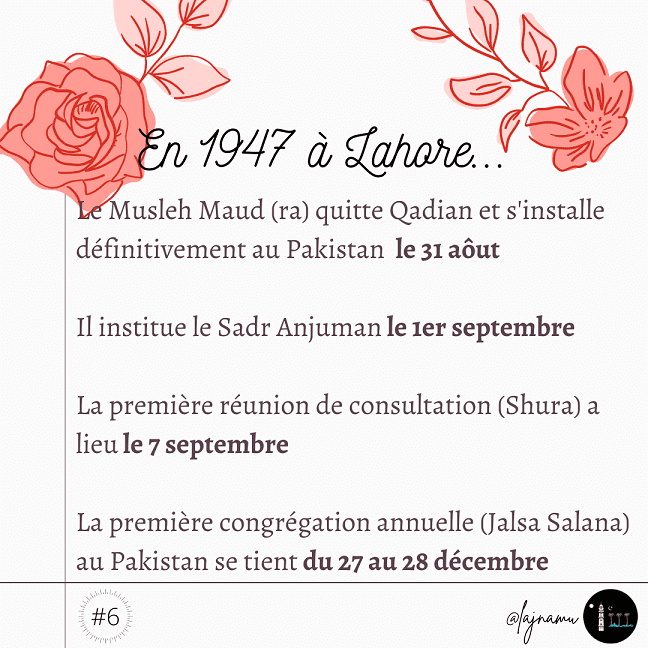 En 1947 à Lahore...
Le Musleh Maud (ra) quitte Qadian et s'installe
définitivement au Pakistan le 31 aôut
Il institue le Sadr Anjuman le 1er septembre
La première réunion de consultation (Shura) a
lieu le 7 septembre
La première congrégation annuelle (Jalsa Salana)
au Pakistan se tient du 27 au 28 décembre
#6
@lajnamu